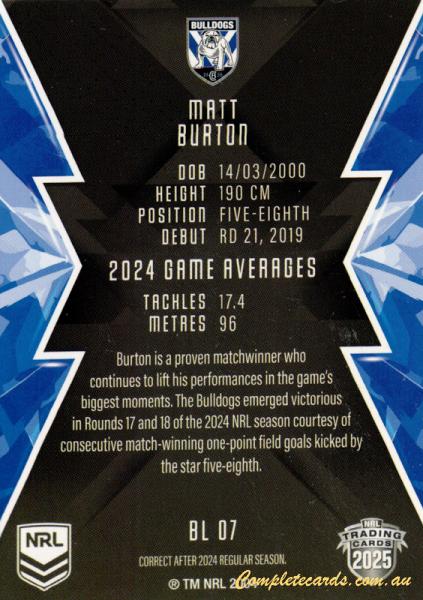 BULLDOGS
MATT
BURTON
DOB 14/03/2000
HEIGHT 190 CM
POSITION FIVE-EIGHTH
DEBUT RD 21, 2019
2024 GAME AVERAGES
TACKLES 17.4
METRES 96
Burton is a proven matchwinner who
continues to lift his performances in the game's
biggest moments. The Bulldogs emerged victorious
in Rounds 17 and 18 of the 2024 NRL season courtesy of
consecutive match-winning one-point field goals kicked by
the star five-eighth.
BL 07
NRL
NRL
TRADING
CARDS
2025
CORRECT AFTER 2024 REGULAR SEASON.
® TM NRL
Completecards.com.au